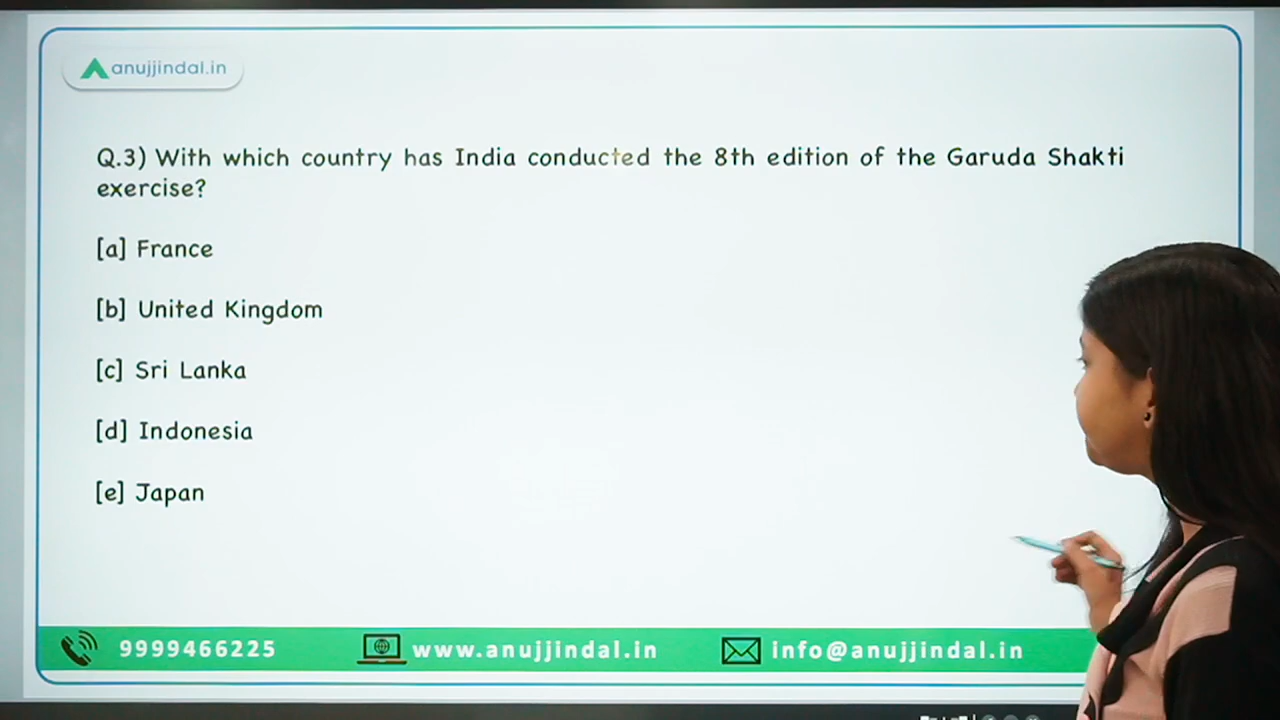 anujjindal.in
Q.3) With which country has India conducted the 8th edition of the Garuda Shakti
exercise?
[a] France
[b] United Kingdom
[c] Sri Lanka
[d] Indonesia
[e] Japan
9999466225 www.anujjindal.in info@anujjindal.in